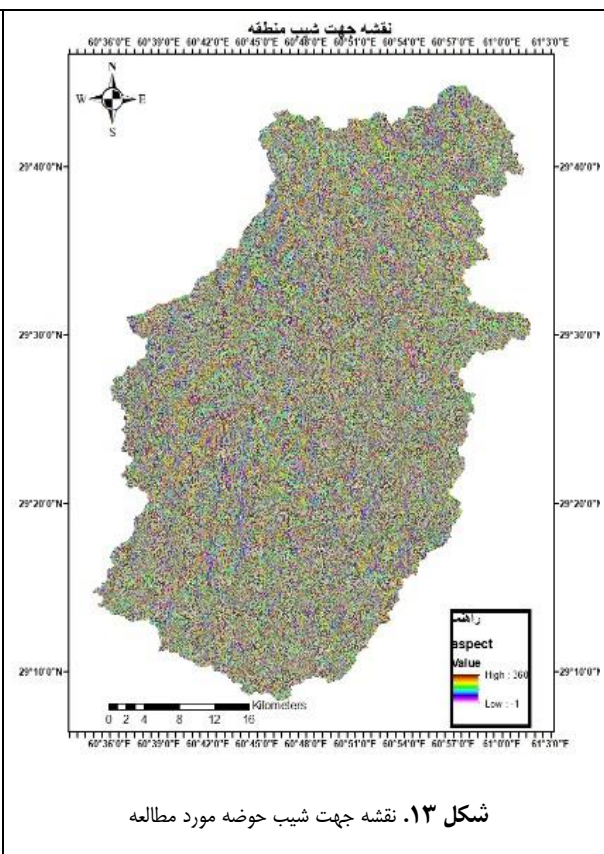 نقشه جهت شیب منطقه
60°36'0"E 60°39'0"E 60°42'0"E 60°45'0"E 60°48'0"E 60°51'0"E 60°54'0"E 60°57'0"E 61°0'0"E 61°3'0"E
N
W E
S
29°40'0"N 29°40'0"N
29°30'0"N 29°30'0"N
29°20'0"N 29°20'0"N
29°10'0"N 29°10'0"N
راهنم
aspect
Value
High : 360
Low : -1
Kilometers
0 2 4 8 12 16
60°36'0"E 60°39'0"E 60°42'0"E 60°45'0"E 60°48'0"E 60°51'0"E 60°54'0"E 60°57'0"E 61°0'0"E 61°3'0"E
شکل ۱۳. نقشه جهت شیب حوضه مورد مطالعه